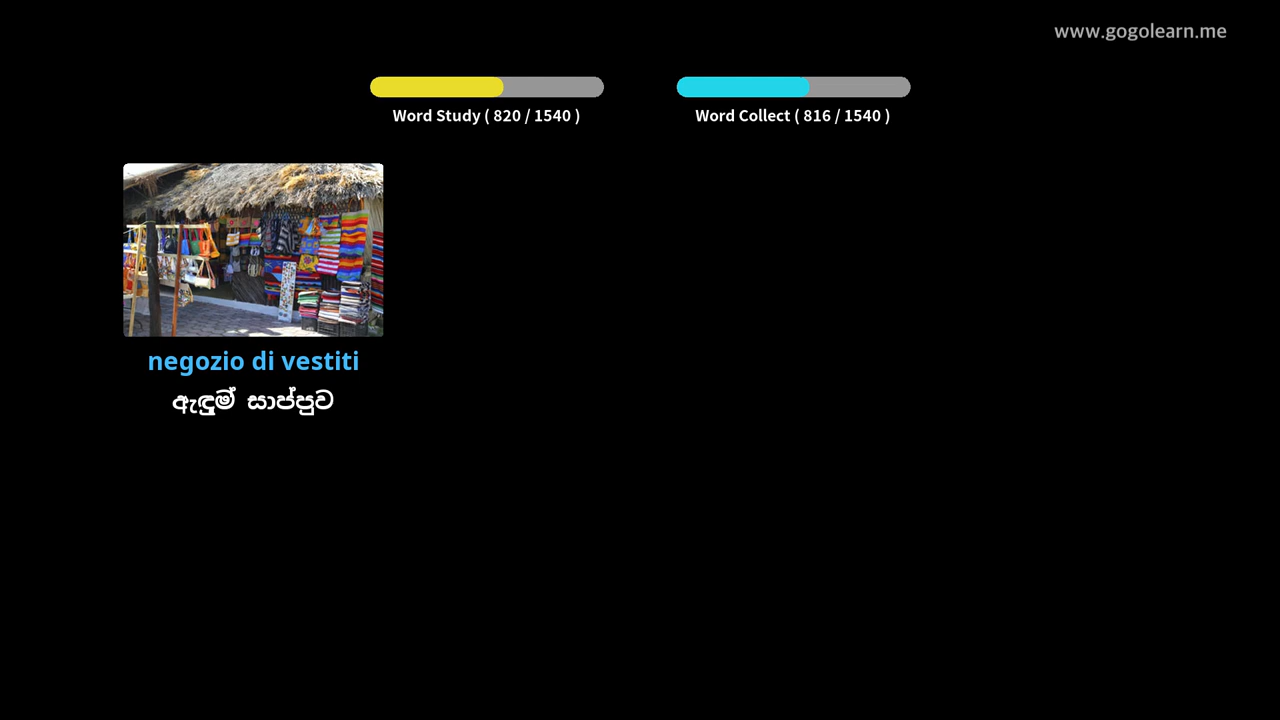 www.gogolearn.me
Word Study ( 820 / 1540 )
Word Collect ( 816 / 1540 )
negozio di vestiti
ඇඳුම් සාප්පුව